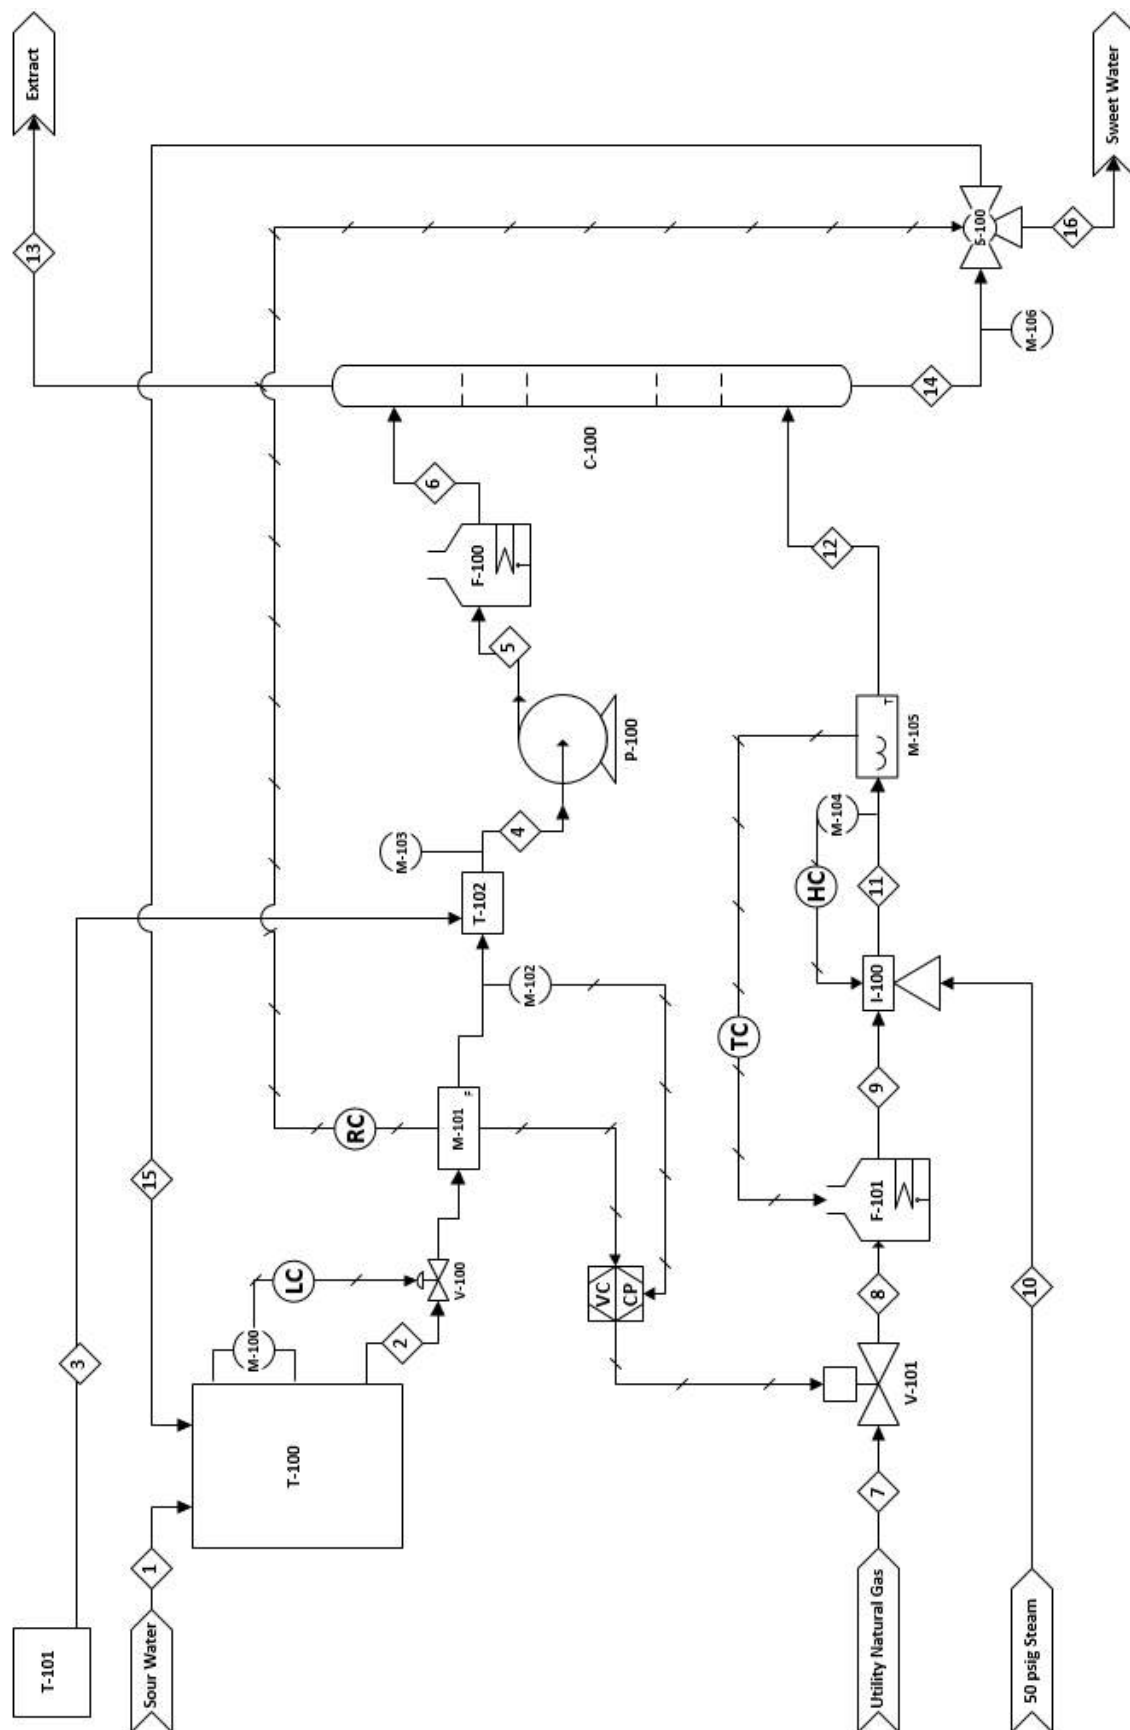 T-101
3
Extract
13
Sour Water
1
15
T-100
M-100
LC
2
V-100
RC
M-101
F
M-102
T-102
M-103
4
P-100
5
F-100
6
C-100
VC
CP
TC
Utility Natural Gas
7
V-101
8
F-101
9
I-100
HC
M-104
11
M-105
T
12
14
M-106
S-100
16
Sweet Water
50 psig Steam
10